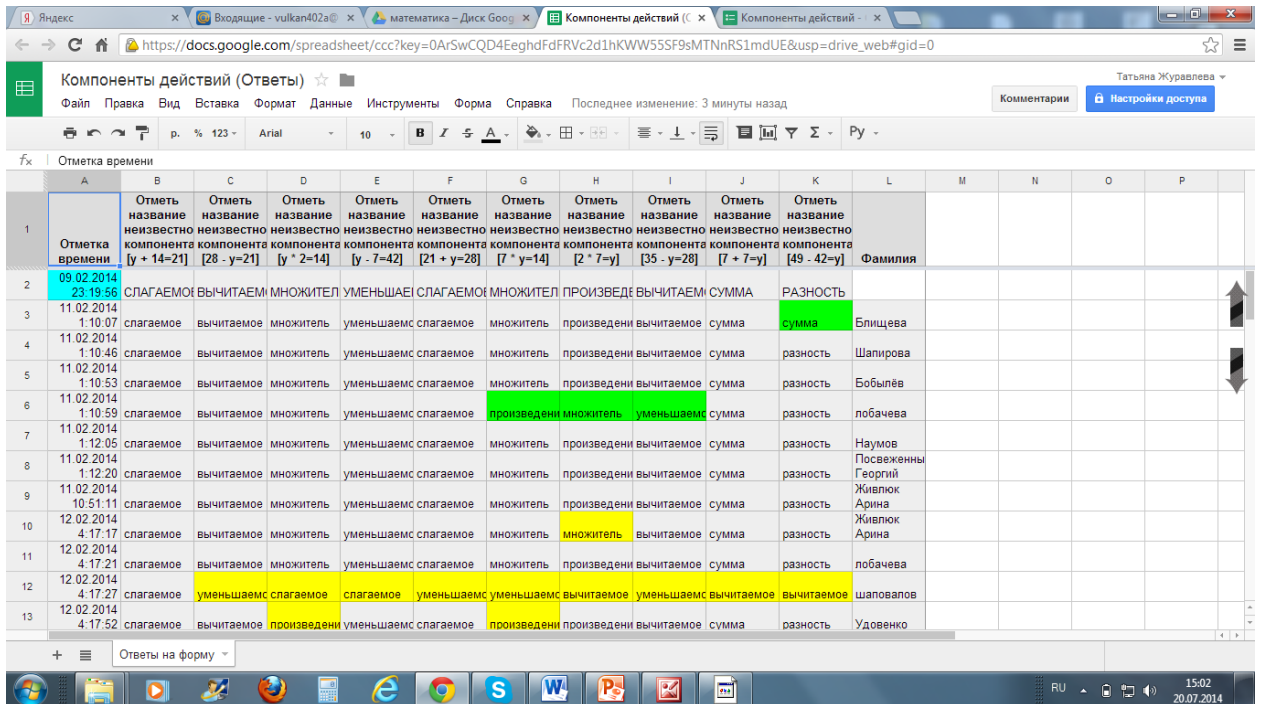 Яндекс
Входящие - vulkan402a@
математика – Диск Goog
Компоненты действий (С
Компоненты действий -
https://docs.google.com/spreadsheet/ccc?key=0ArSwCQD4EeghdFdFRVc2d1hKWW55SF9sMTNnRS1mdUE&usp=drive_web#gid=0
Компоненты действий (Ответы)
Татьяна Журавлева
Файл Правка Вид Вставка Формат Данные Инструменты Форма Справка Последнее изменение: 3 минуты назад
Комментарии Настройки доступа
р. % 123 Arial 10 B I S A Σ Ру
fx Отметка времени
A B C D E F G H I J K L M N O P
1 Отметка времени Отметь название неизвестно компонента [y + 14=21] Отметь название неизвестно компонента [28 - y=21] Отметь название неизвестно компонента [y * 2=14] Отметь название неизвестно компонента [y - 7=42] Отметь название неизвестно компонента [21 + y=28] Отметь название неизвестно компонента [7 * y=14] Отметь название неизвестно компонента [2 * 7=y] Отметь название неизвестно компонента [35 - y=28] Отметь название неизвестно компонента [7 + 7=y] Отметь название неизвестно компонента [49 - 42=y] Фамилия
2 09.02.2014 23:19:56 СЛАГАЕМОЕ ВЫЧИТАЕМ МНОЖИТЕЛ УМЕНЬШАЕ СЛАГАЕМОЕ МНОЖИТЕЛ ПРОИЗВЕДЕ ВЫЧИТАЕМ СУММА РАЗНОСТЬ
3 11.02.2014 1:10:07 слагаемое вычитаемое множитель уменьшаемо слагаемое множитель произведени вычитаемое сумма сумма Блищева
4 11.02.2014 1:10:46 слагаемое вычитаемое множитель уменьшаемо слагаемое множитель произведени вычитаемое сумма разность Шапирова
5 11.02.2014 1:10:53 слагаемое вычитаемое множитель уменьшаемо слагаемое множитель произведени вычитаемое сумма разность Бобылёв
6 11.02.2014 1:10:59 слагаемое вычитаемое множитель уменьшаемо слагаемое произведени множитель уменьшаемо сумма разность лобачева
7 11.02.2014 1:12:05 слагаемое вычитаемое множитель уменьшаемо слагаемое множитель произведени вычитаемое сумма разность Наумов
8 11.02.2014 1:12:20 слагаемое вычитаемое множитель уменьшаемо слагаемое множитель произведени вычитаемое сумма разность Посвеженны Георгий
9 11.02.2014 10:51:11 слагаемое вычитаемое множитель уменьшаемо слагаемое множитель произведени вычитаемое сумма разность Живлюк Арина
10 12.02.2014 4:17:17 слагаемое вычитаемое множитель уменьшаемо слагаемое множитель множитель вычитаемое сумма разность Живлюк Арина
11 12.02.2014 4:17:21 слагаемое вычитаемое множитель уменьшаемо слагаемое множитель произведени вычитаемое сумма разность лобачева
12 12.02.2014 4:17:27 слагаемое уменьшаемо слагаемое слагаемое уменьшаемо уменьшаемо вычитаемое уменьшаемо вычитаемое вычитаемое шаповалов
13 12.02.2014 4:17:52 слагаемое вычитаемое произведени уменьшаемо слагаемое произведени произведени вычитаемое сумма разность Удовенко
Ответы на форму
RU 15:02
20.07.2014